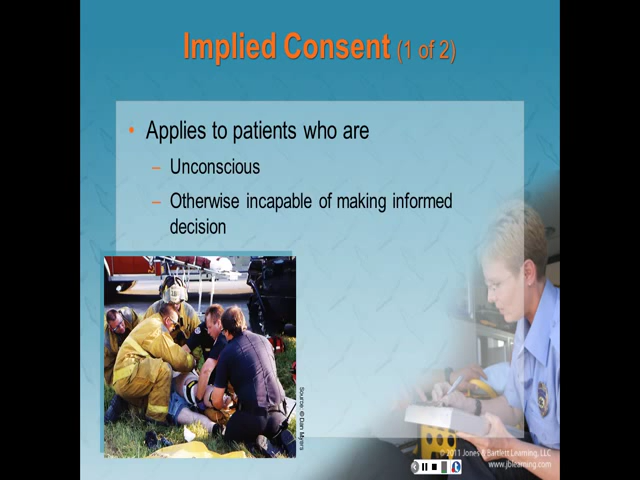 Implied Consent (1 of 2)
• Applies to patients who are
– Unconscious
– Otherwise incapable of making informed
decision
Source: © Dan Myers
© 2011 Jones & Bartlett Learning, LLC
www.jblearning.com